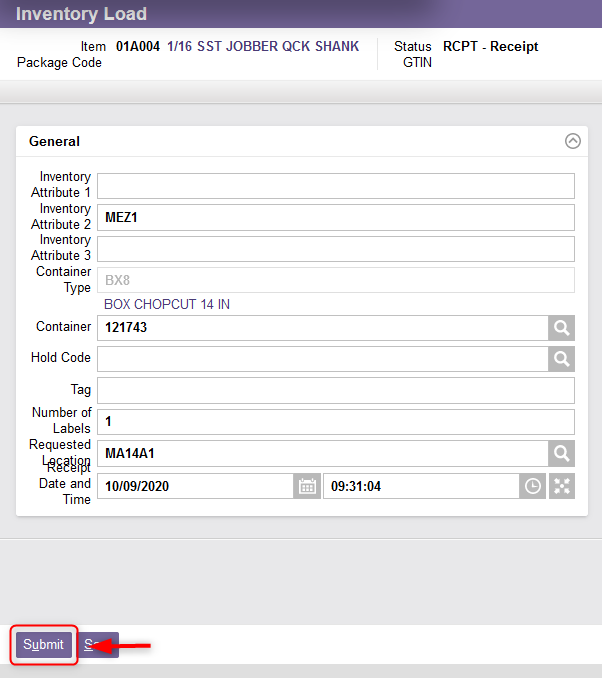 Inventory Load
Item 01A004 1/16 SST JOBBER QCK SHANK
Package Code
Status RCPT - Receipt
GTIN
General
Inventory
Attribute 1
Inventory
Attribute 2 MEZ1
Inventory
Attribute 3
Container
Type BX8
BOX CHOPCUT 14 IN
Container 121743
Hold Code
Tag
Number of
Labels 1
Requested
Location MA14A1
Receipt
Date and
Time 10/09/2020 09:31:04
Submit